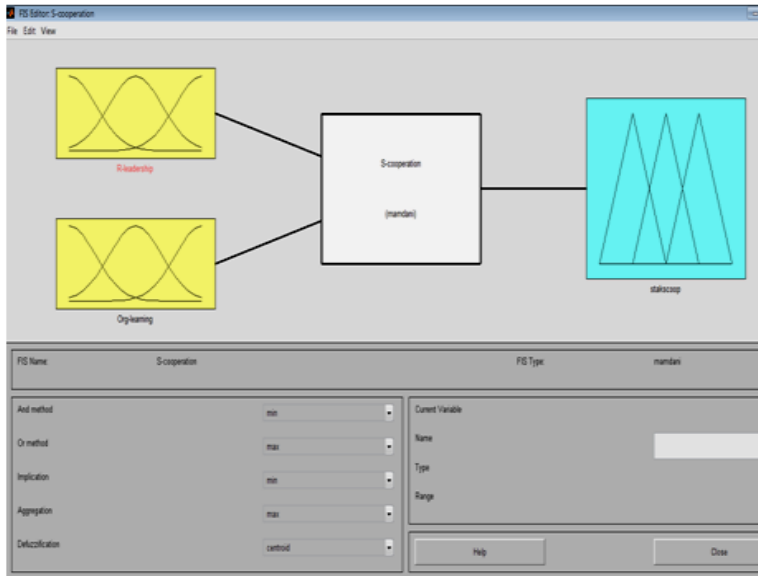 FIS Editor: S-cooperation
File Edit View
R-leadership
S-cooperation
(mamdani)
Org-learning
stakscoop
FIS Name: S-cooperation FIS Type: mamdani
And method min
Or method max
Implication min
Aggregation max
Defuzzification centroid
Current Variable
Name
Type
Range
Help Close